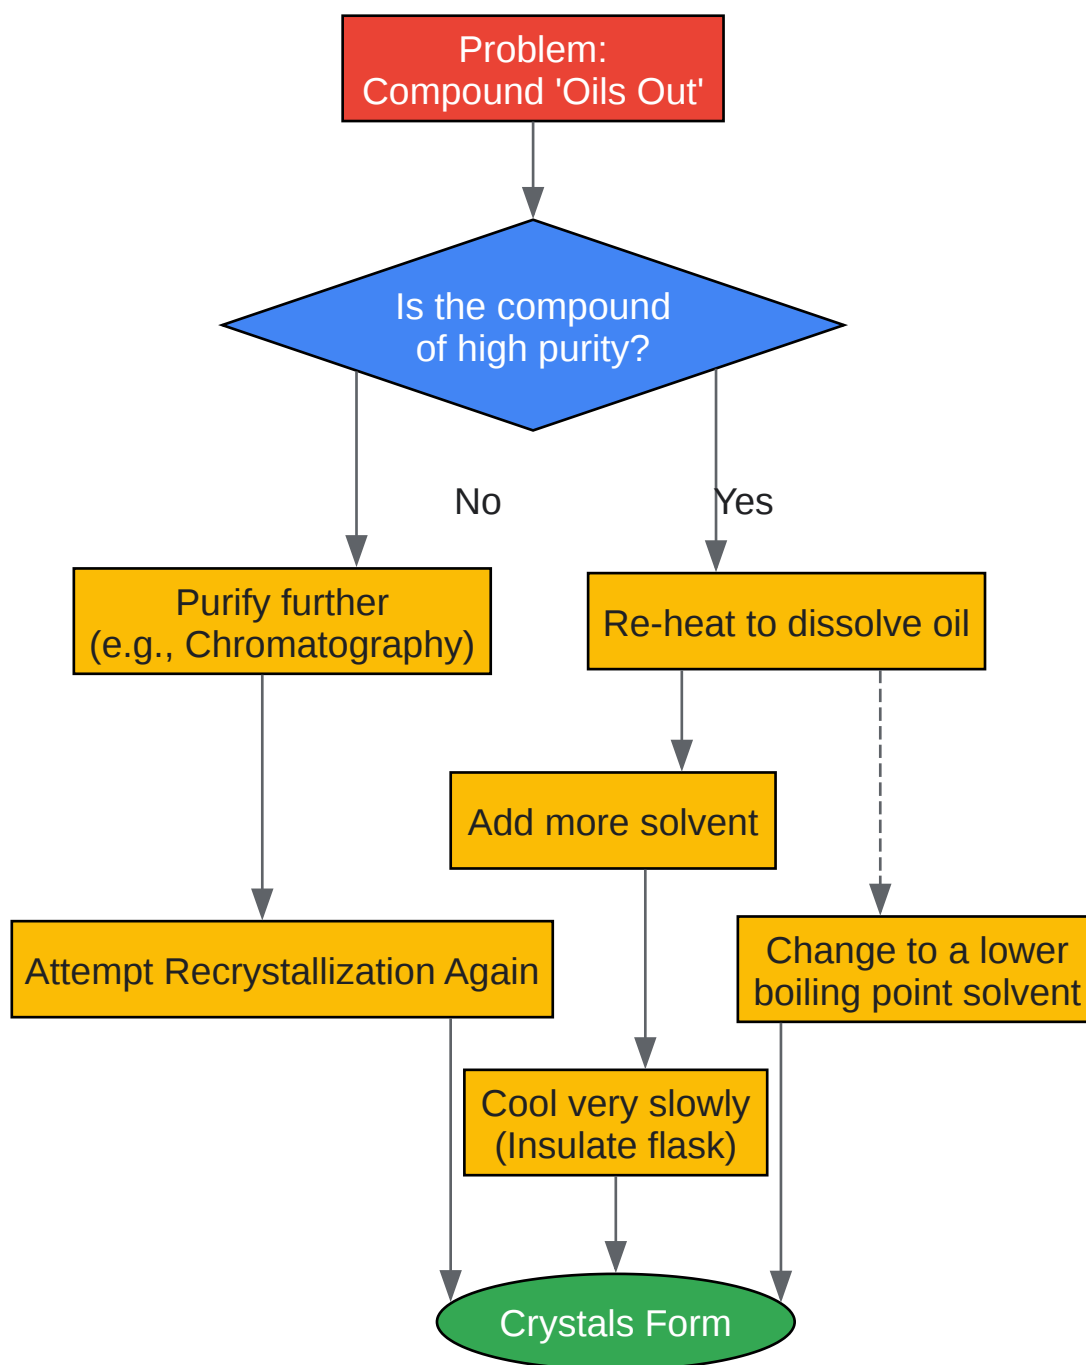 Problem:
Compound 'Oils Out'
Is the compound
of high purity?
No
Yes
Purify further
(e.g., Chromatography)
Re-heat to dissolve oil
Add more solvent
Attempt Recrystallization Again
Change to a lower
boiling point solvent
Cool very slowly
(Insulate flask)
Crystals Form